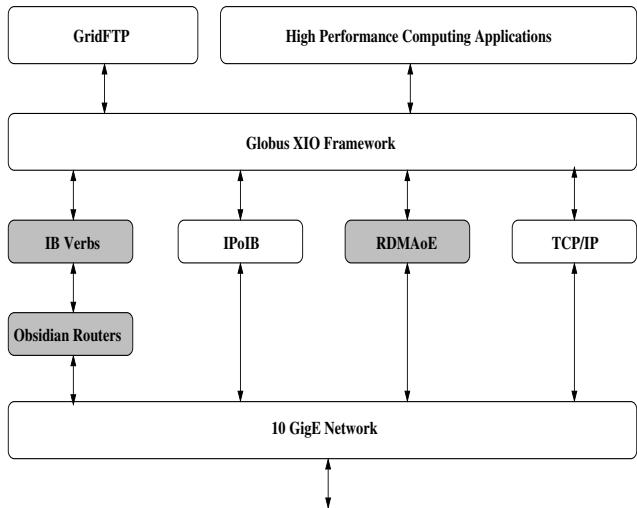 GridFTP
High Performance Computing Applications
Globus XIO Framework
IB Verbs
IPoIB
RDMAoE
TCP/IP
Obsidian Routers
10 GigE Network